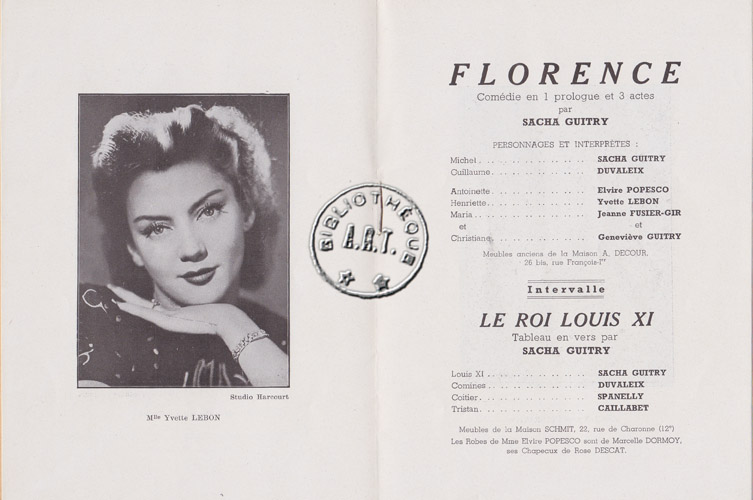 Studio Harcourt
Mlle Yvette LEBON
BIBLIOTHÈQUE
A.R.T.
FLORENCE
Comédie en 1 prologue et 3 actes
par
SACHA GUITRY
PERSONNAGES ET INTERPRÈTES :
Michel . . . . . . . . . . . . . . . SACHA GUITRY
Guillaume . . . . . . . . . . . . . . DUVALEIX
Antoinette . . . . . . . . . . . . . . Elvire POPESCO
Henriette . . . . . . . . . . . . . . Yvette LEBON
Maria . . . . . . . . . . . . . . . Jeanne FUSIER-GIR
et et
Christiane . . . . . . . . . . . . . . Geneviève GUITRY
Meubles anciens de la Maison A. DECOUR,
26 bis, rue François-Ier
Intervalle
LE ROI LOUIS XI
Tableau en vers par
SACHA GUITRY
Louis XI . . . . . . . . . . . . . . SACHA GUITRY
Comines . . . . . . . . . . . . . . DUVALEIX
Coitier . . . . . . . . . . . . . . . SPANELLY
Tristan . . . . . . . . . . . . . . . CAILLABET
Meubles de la Maison SCHMIT, 22, rue de Charonne (12e)
Les Robes de Mme Elvire POPESCO sont de Marcelle DORMOY,
ses Chapeaux de Rose DESCAT.